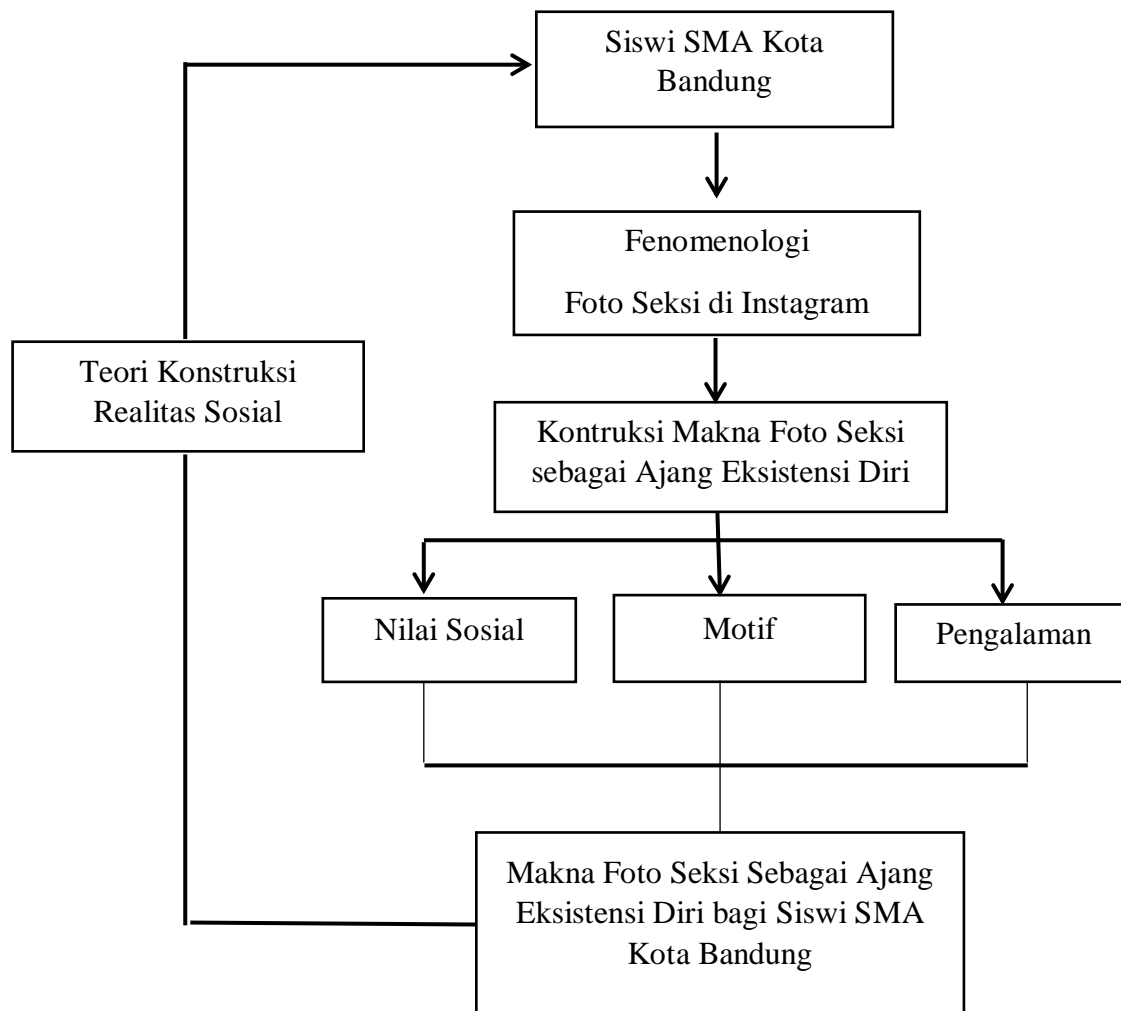 Siswi SMA Kota
Bandung
Fenomenologi
Foto Seksi di Instagram
Teori Konstruksi
Realitas Sosial
Kontruksi Makna Foto Seksi
sebagai Ajang Eksistensi Diri
Nilai Sosial
Motif
Pengalaman
Makna Foto Seksi Sebagai Ajang
Eksistensi Diri bagi Siswi SMA
Kota Bandung